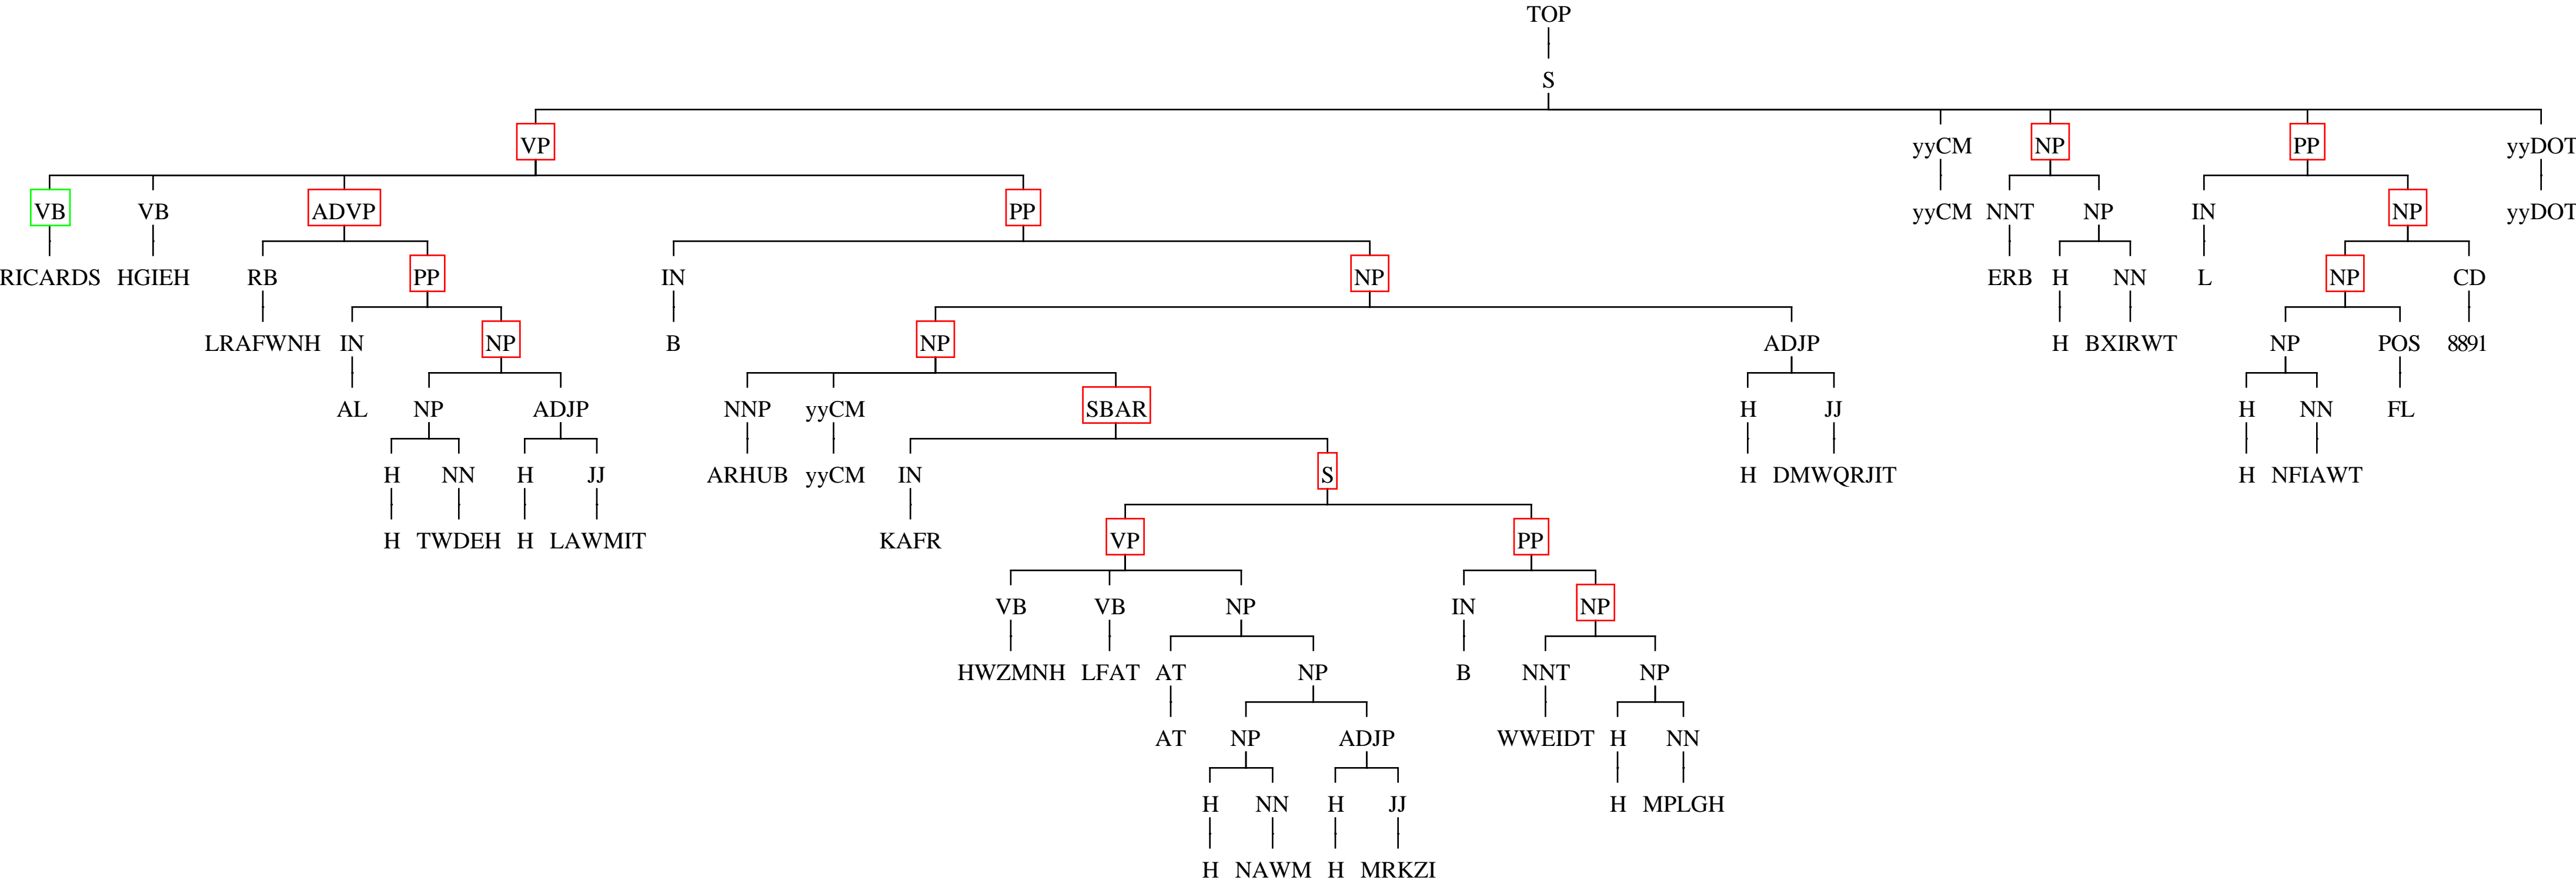 TOP
S
VP yyCM NP PP yyDOT
VB VB ADVP PP yyCM NNT NP IN NP yyDOT
RICARDS HGIEH RB PP IN NP ERB H NN L NP CD
LRAFWNH IN NP B NP ADJP H BXIRWT NP POS 8891
AL NP ADJP NNP yyCM SBAR H JJ H NN FL
H NN H JJ ARHUB yyCM IN S H DMWQRJIT H NFIAWT
H TWDEH H LAWMIT KAFR VP PP
VB VB NP IN NP
HWZMNH LFAT AT NP B NNT NP
AT NP ADJP WWEIDT H NN
H NN H JJ H MPLGH
H NAWM H MRKZI